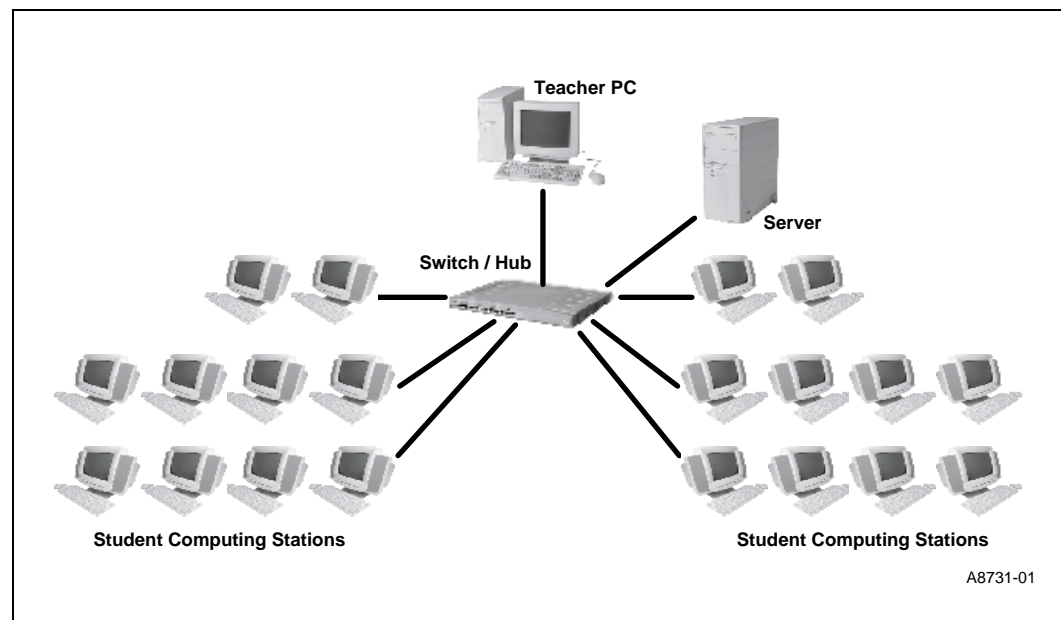 Teacher PC
Server
Switch / Hub
Student Computing Stations
Student Computing Stations
A8731-01